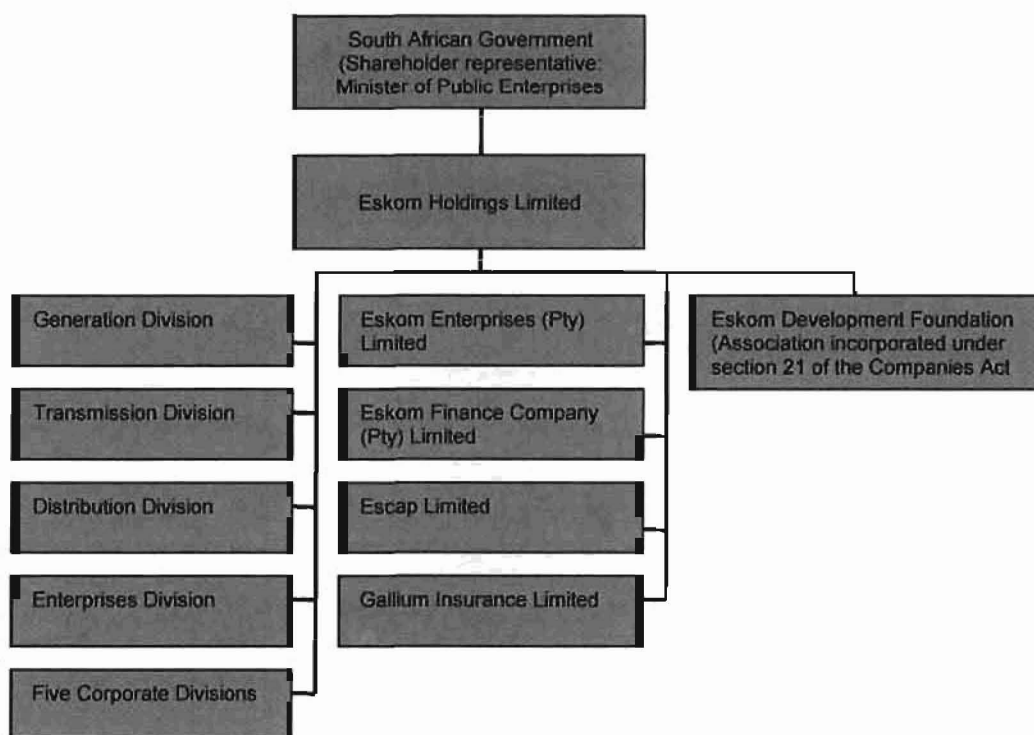 South African Government
(Shareholder representative:
Minister of Public Enterprises
Eskom Holdings Limited
Generation Division
Transmission Division
Distribution Division
Enterprises Division
Five Corporate Divisions
Eskom Enterprises (Pty)
Limited
Eskom Finance Company
(Pty) Limited
Escap Limited
Gallium Insurance Limited
Eskom Development Foundation
(Association incorporated under
section 21 of the Companies Act